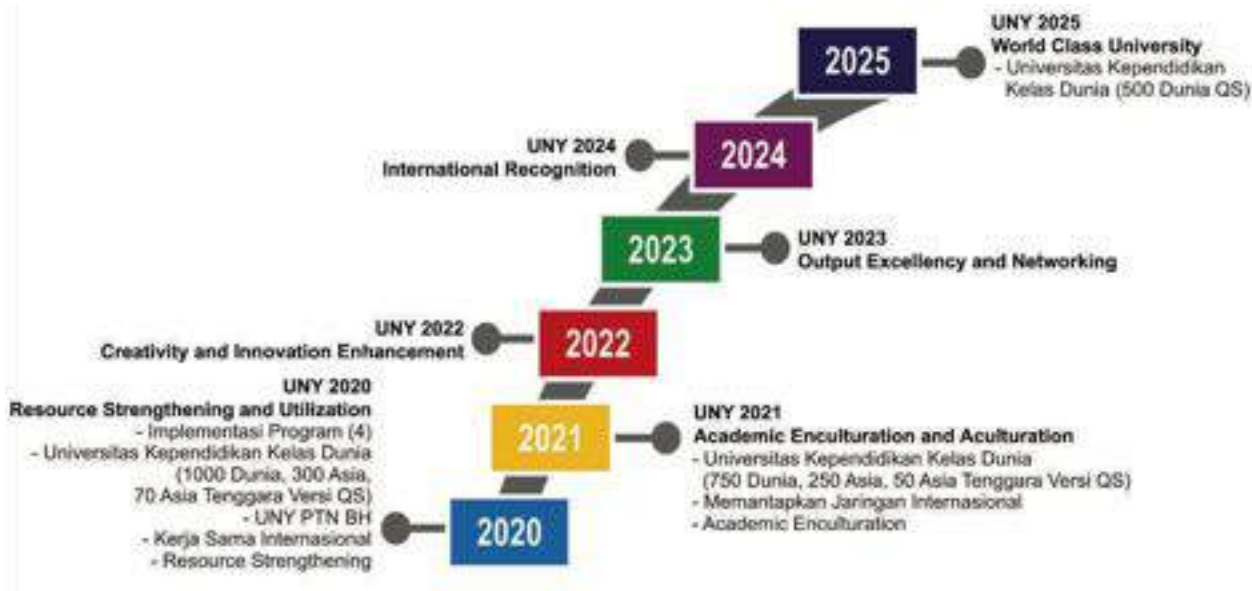 UNY 2025
World Class University
- Universitas Kependidikan
Kelas Dunia (500 Dunia QS)
2025
UNY 2024
International Recognition
2024
2023
UNY 2023
Output Excellency and Networking
UNY 2022
Creativity and Innovation Enhancement
2022
UNY 2020
Resource Strengthening and Utilization
- Implementasi Program (4)
- Universitas Kependidikan Kelas Dunia
(1000 Dunia, 300 Asia,
70 Asia Tenggara Versi QS)
- UNY PTN BH
- Kerja Sama Internasional
- Resource Strengthening
2021
UNY 2021
Academic Enculturation and Aculturation
- Universitas Kependidikan Kelas Dunia
(750 Dunia, 250 Asia, 50 Asia Tenggara Versi QS)
- Memantapkan Jaringan Internasional
- Academic Enculturation
2020